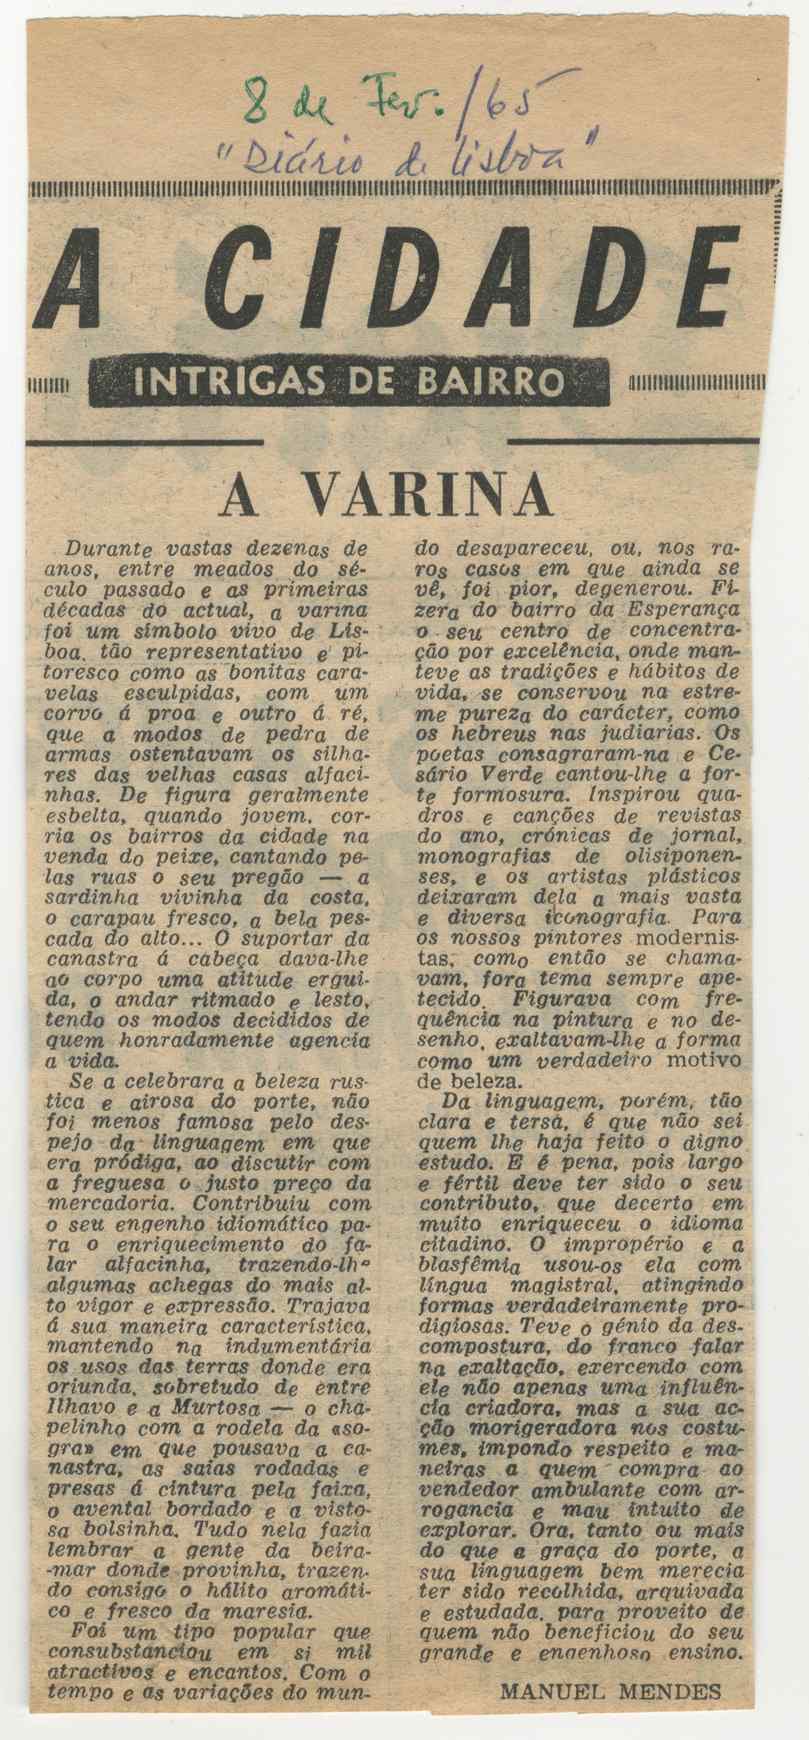 8 de Fev. /65
"Diário de Lisboa"
A CIDADE
INTRIGAS DE BAIRRO
A VARINA
Durante vastas dezenas de
anos, entre meados do sé-
culo passado e as primeiras
décadas do actual, a varina
foi um símbolo vivo de Lis-
boa, tão representativo e pi-
toresco como as bonitas cara-
velas esculpidas, com um
corvo á proa e outro á ré,
que a modos de pedra de
armas ostentavam os silha-
res das velhas casas alfaci-
nhas. De figura geralmente
esbelta, quando jovem, cor-
ria os bairros da cidade na
venda do peixe, cantando pe-
las ruas o seu pregão — a
sardinha vivinha da costa,
o carapau fresco, a bela pes-
cada do alto... O suportar da
canastra á cabeça dava-lhe
ao corpo uma atitude ergui-
da, o andar ritmado e lesto,
tendo os modos decididos de
quem honradamente agencia
a vida.
Se a celebrara a beleza rus-
tica e airosa do porte, não
foi menos famosa pelo des-
pejo da linguagem em que
era pródiga, ao discutir com
a freguesa o justo preço da
mercadoria. Contribuiu com
o seu engenho idiomático pa-
ra o enriquecimento do fa-
lar alfacinha, trazendo-lhe
algumas achegas do mais al-
to vigor e expressão. Trajava
á sua maneira característica,
mantendo na indumentária
os usos das terras donde era
oriunda, sobretudo de entre
Ílhavo e a Murtosa — o cha-
pelinho com a rodela da «so-
gra» em que pousava a ca-
nastra, as saias rodadas e
presas á cintura pela faixa,
o avental bordado e a visto-
sa bolsinha. Tudo nela fazia
lembrar a gente da beira-
-mar donde provinha, trazen-
do consigo o hálito aromáti-
co e fresco da maresia.
Foi um tipo popular que
consubstanciou em si mil
atractivos e encantos. Com o
tempo e as variações do mun-
do desapareceu, ou, nos ra-
ros casos em que ainda se
vê, foi pior, degenerou. Fi-
zera do bairro da Esperança
o seu centro de concentra-
ção por excelência, onde man-
teve as tradições e hábitos de
vida, se conservou na estre-
me pureza do carácter, como
os hebreus nas judiarias. Os
poetas consagraram-na e Ce-
sário Verde cantou-lhe a for-
te formosura. Inspirou qua-
dros e canções de revistas
do ano, crónicas de jornal,
monografias de olisiponen-
ses, e os artistas plásticos
deixaram dela a mais vasta
e diversa iconografia. Para
os nossos pintores modernis-
tas, como então se chama-
vam, fora tema sempre ape-
tecido. Figurava com fre-
quência na pintura e no de-
senho, exaltavam-lhe a forma
como um verdadeiro motivo
de beleza.
Da linguagem, porém, tão
clara e tersa, é que não sei
quem lhe haja feito o digno
estudo. E é pena, pois largo
e fértil deve ter sido o seu
contributo, que decerto em
muito enriqueceu o idioma
citadino. O impropério e a
blasfêmia usou-os ela com
língua magistral, atingindo
formas verdadeiramente pro-
digiosas. Teve o génio da des-
compostura, do franco falar
na exaltação, exercendo com
ele não apenas uma influên-
cia criadora, mas a sua ac-
ção morigeradora nos costu-
mes, impondo respeito e ma-
neiras a quem compra ao
vendedor ambulante com ar-
rogancia e mau intuito de
explorar. Ora, tanto ou mais
do que a graça do porte, a
sua linguagem bem merecia
ter sido recolhida, arquivada
e estudada, para proveito de
quem não beneficiou do seu
grande e engenhoso ensino.
MANUEL MENDES